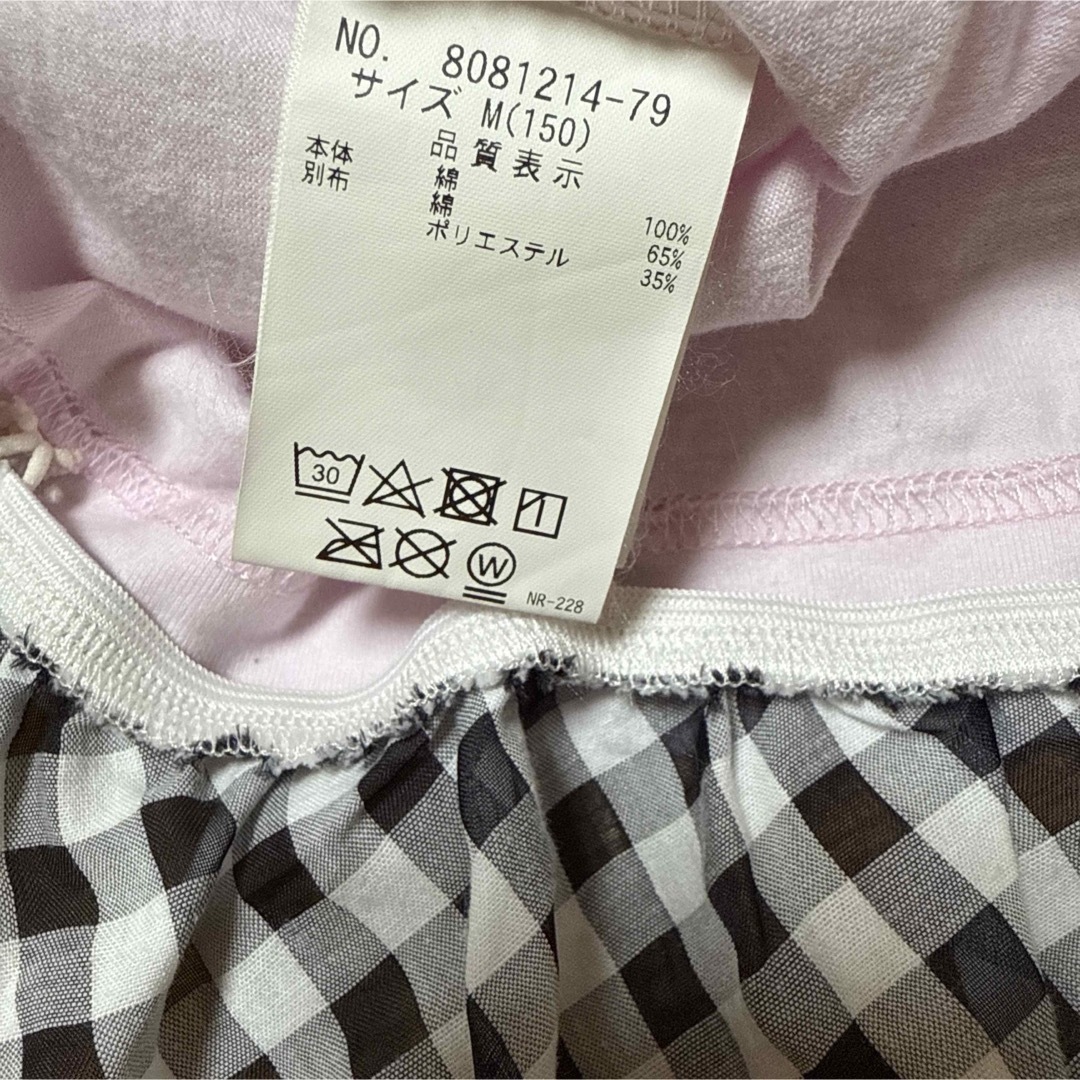 NO. 8081214-79
サイズ M(150)
品質表示
本体 綿 100%
別布 綿 65%
ポリエステル 35%
30
W
NR-228